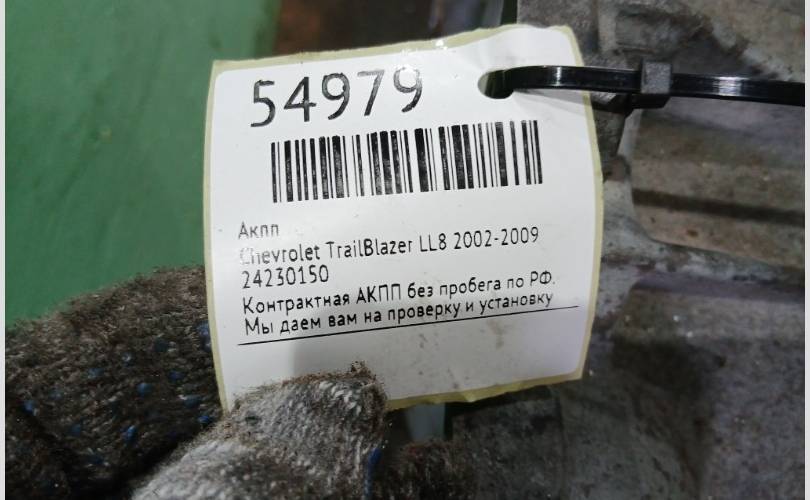 54979
Акпп
Chevrolet TrailBlazer LL8 2002-2009
24230150
Контрактная АКПП без пробега по РФ.
Мы даем вам на проверку и установку